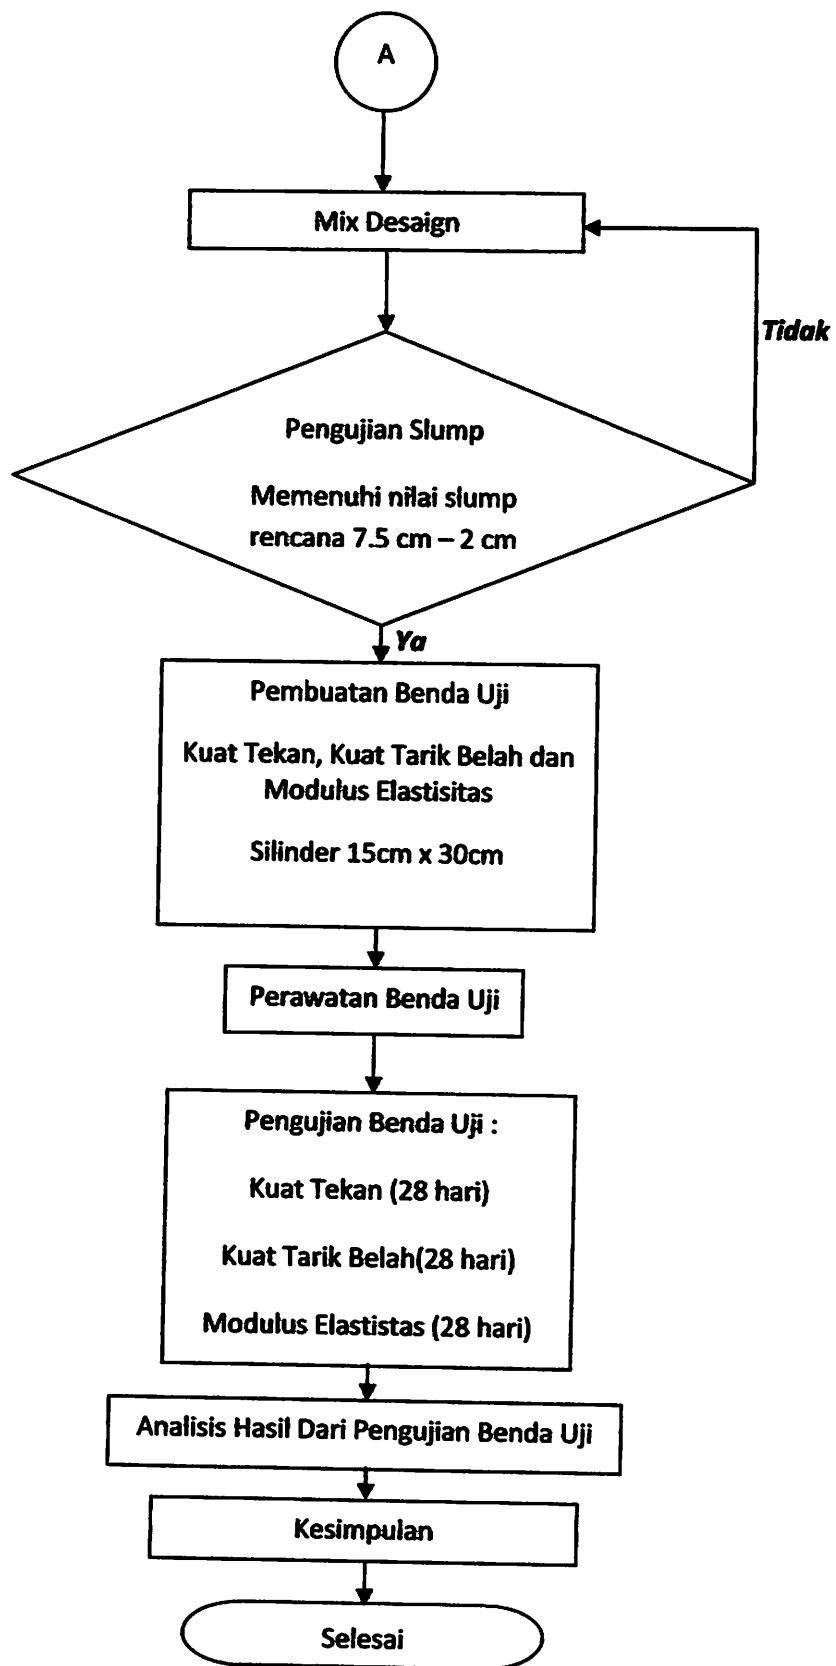 A
Mix Desaign
Tidak
Pengujian Slump
Memenuhi nilai slump
rencana 7.5 cm – 2 cm
Ya
Pembuatan Benda Uji
Kuat Tekan, Kuat Tarik Belah dan
Modulus Elastisitas
Silinder 15cm x 30cm
Perawatan Benda Uji
Pengujian Benda Uji :
Kuat Tekan (28 hari)
Kuat Tarik Belah(28 hari)
Modulus Elastistas (28 hari)
Analisis Hasil Dari Pengujian Benda Uji
Kesimpulan
Selesai